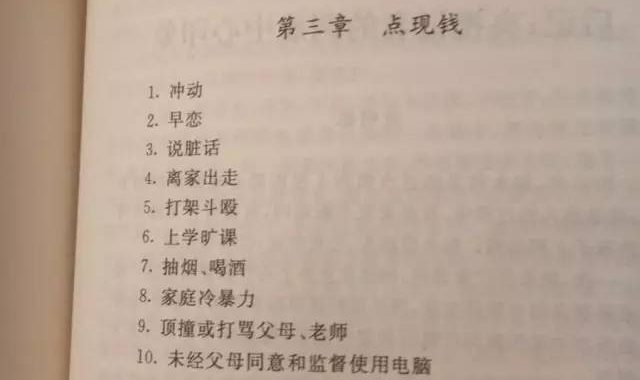 第三章 点现钱
1. 冲动
2. 早恋
3. 说脏话
4. 离家出走
5. 打架斗殴
6. 上学旷课
7. 抽烟、喝酒
8. 家庭冷暴力
9. 顶撞或打骂父母、老师
10. 未经父母同意和监督使用电脑